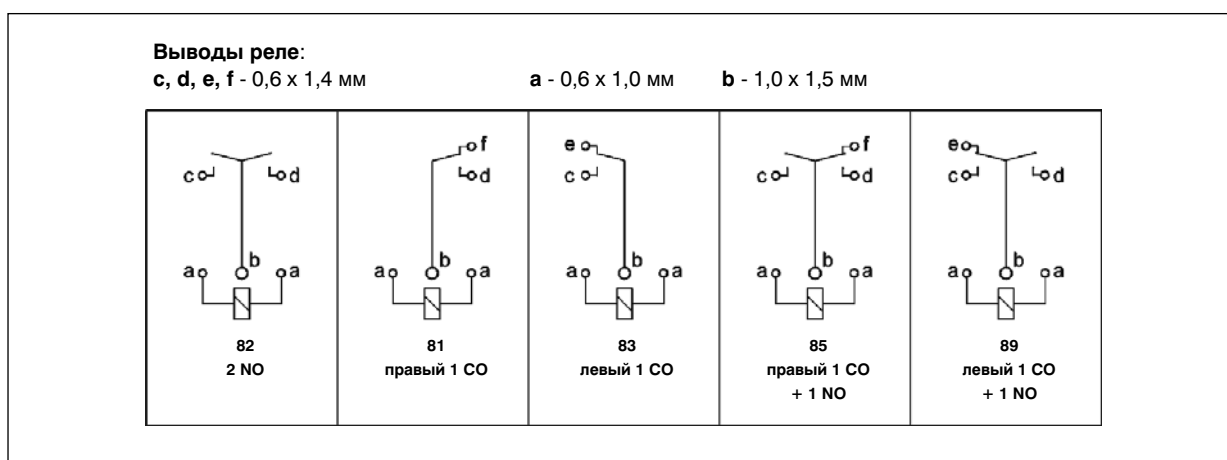 Выводы реле:
c, d, e, f - 0,6 x 1,4 мм a - 0,6 x 1,0 мм b - 1,0 x 1,5 мм
c d
b
a a
82
2 NO
f
d
b
a a
81
правый 1 CO
e
c
b
a a
83
левый 1 CO
f
c d
b
a a
85
правый 1 CO
+ 1 NO
e
c d
b
a a
89
левый 1 CO
+ 1 NO